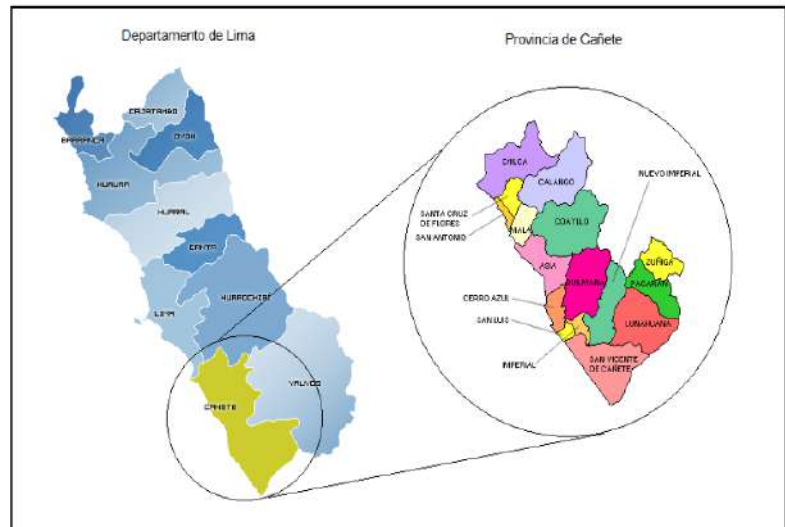 Departamento de Lima
Provincia de Cañete
CAJATAMBO
OYON
BARRANCA
HUAURA
HUARAL
CANTA
HUAROCHIRI
LIMA
YAUYOS
CAÑETE
CHILCA
CALANGO
NUEVO IMPERIAL
SANTA CRUZ
DE FLORES
SAN ANTONIO
MALA
COAYLLO
ASIA
ZUÑIGA
QUILMANA
PACARAN
CERRO AZUL
SAN LUIS
LUNAHUANA
IMPERIAL
SAN VICENTE
DE CAÑETE